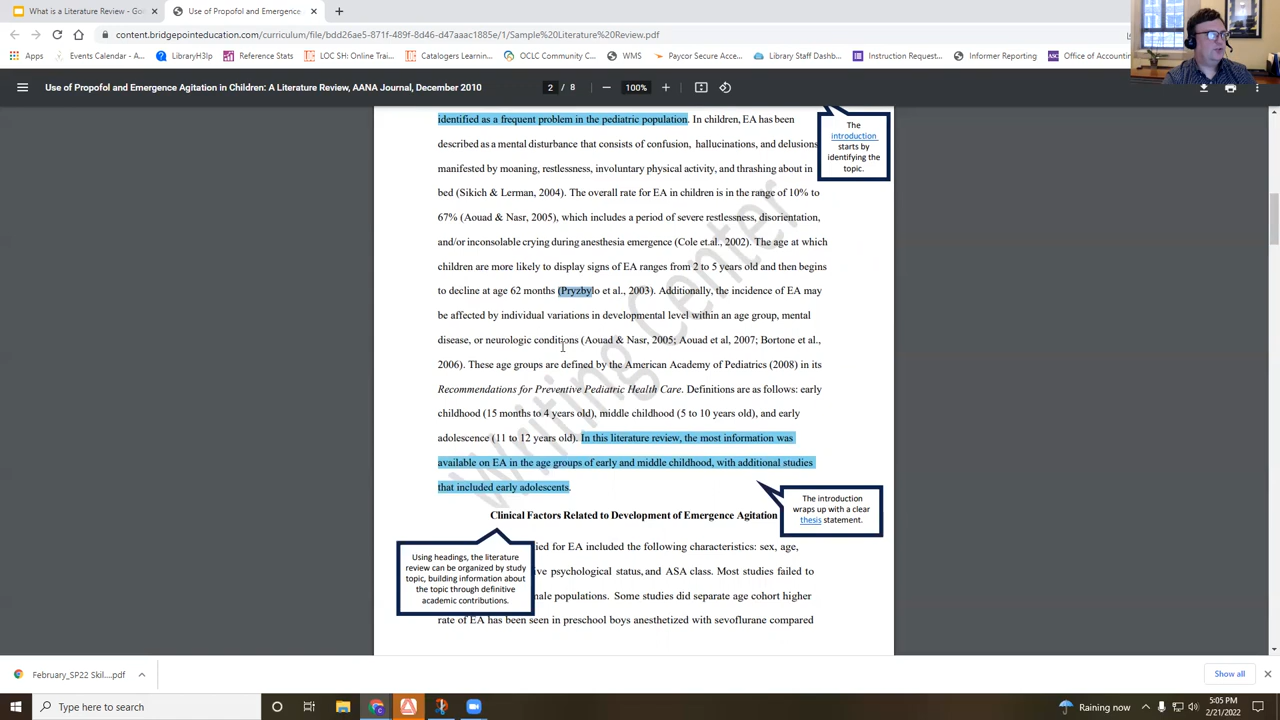 What is a Literature Review - Go
Use of Propofol and Emergence
content.bridgepointeducation.com/curriculum/file/bdd26ae5-871f-489f-8d46-d47aaec1885e/1/Sample%20Literature%20Review.pdf
Apps
Events Calendar - A...
LibraryH3lp
Reference Stats
LOC SH: Online Trai...
Catalogers Learnin...
OCLC Community C...
WMS
Paycor Secure Acce...
Library Staff Dashb...
Instruction Request...
Informer Reporting
Office of Accountin
Use of Propofol and Emergence Agitation in Children: A Literature Review, AANA Journal, December 2010
2 / 8
100%
identified as a frequent problem in the pediatric population. In children, EA has been
described as a mental disturbance that consists of confusion, hallucinations, and delusions
manifested by moaning, restlessness, involuntary physical activity, and thrashing about in
bed (Sikich & Lerman, 2004). The overall rate for EA in children is in the range of 10% to
67% (Aouad & Nasr, 2005), which includes a period of severe restlessness, disorientation,
and/or inconsolable crying during anesthesia emergence (Cole et.al., 2002). The age at which
children are more likely to display signs of EA ranges from 2 to 5 years old and then begins
to decline at age 62 months (Pryzbylo et al., 2003). Additionally, the incidence of EA may
be affected by individual variations in developmental level within an age group, mental
disease, or neurologic conditions (Aouad & Nasr, 2005; Aouad et al, 2007; Bortone et al.,
2006). These age groups are defined by the American Academy of Pediatrics (2008) in its
Recommendations for Preventive Pediatric Health Care. Definitions are as follows: early
childhood (15 months to 4 years old), middle childhood (5 to 10 years old), and early
adolescence (11 to 12 years old). In this literature review, the most information was
available on EA in the age groups of early and middle childhood, with additional studies
that included early adolescents.
The
introduction
starts by
identifying the
topic.
The introduction
wraps up with a clear
thesis statement.
Clinical Factors Related to Development of Emergence Agitation
Using headings, the literature
review can be organized by study
topic, building information about
the topic through definitive
academic contributions.
ied for EA included the following characteristics: sex, age,
ive psychological status, and ASA class. Most studies failed to
male populations. Some studies did separate age cohort higher
rate of EA has been seen in preschool boys anesthetized with sevoflurane compared
Writing Center
February_SP22 Skil....pdf
Show all
Type here to search
Raining now
5:05 PM
2/21/2022